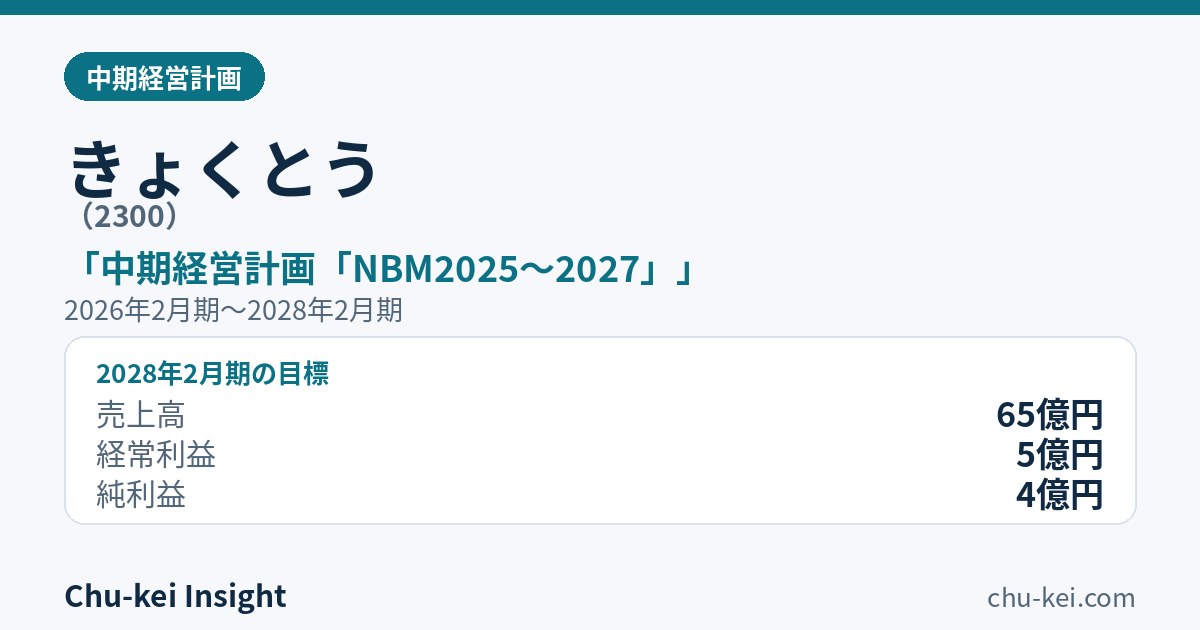 中期経営計画
きょくとう
（2300）
「中期経営計画「NBM2025～2027」」
2026年2月期～2028年2月期
2028年2月期の目標
売上高 65億円
経常利益 5億円
純利益 4億円
Chu-kei Insight chu-kei.com